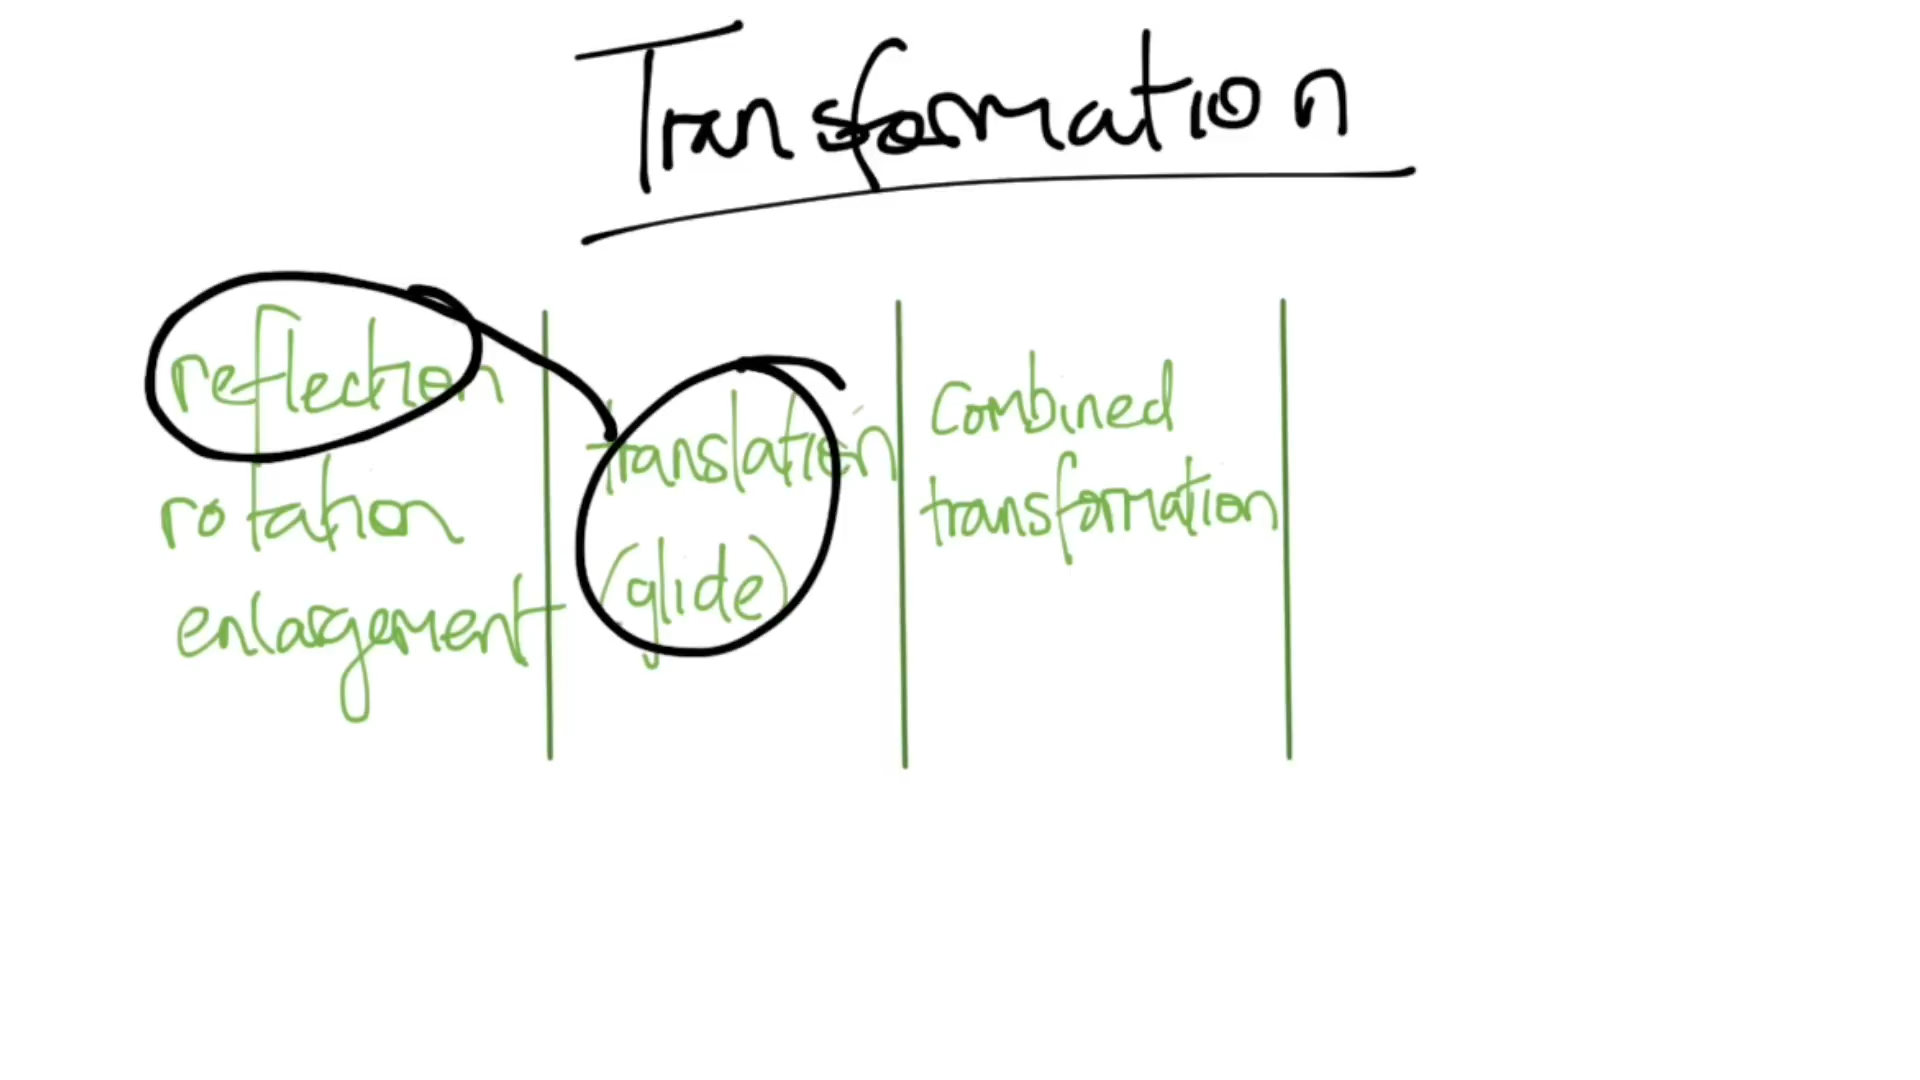 Transformation
reflection
rotation
enlargement
translation
(glide)
Combined
transformation